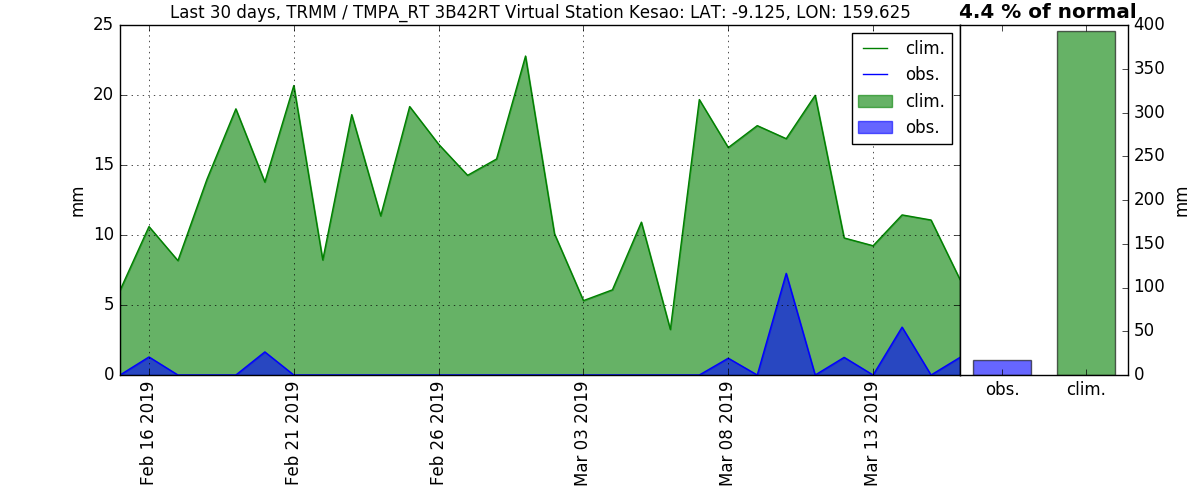 Last 30 days, TRMM / TMPA_RT 3B42RT Virtual Station Kesao: LAT: -9.125, LON: 159.625
4.4 % of normal
25
20
15
10
5
0
mm
clim.
obs.
clim.
obs.
400
350
300
250
200
150
100
50
0
mm
obs.
clim.
Feb 16 2019
Feb 21 2019
Feb 26 2019
Mar 03 2019
Mar 08 2019
Mar 13 2019